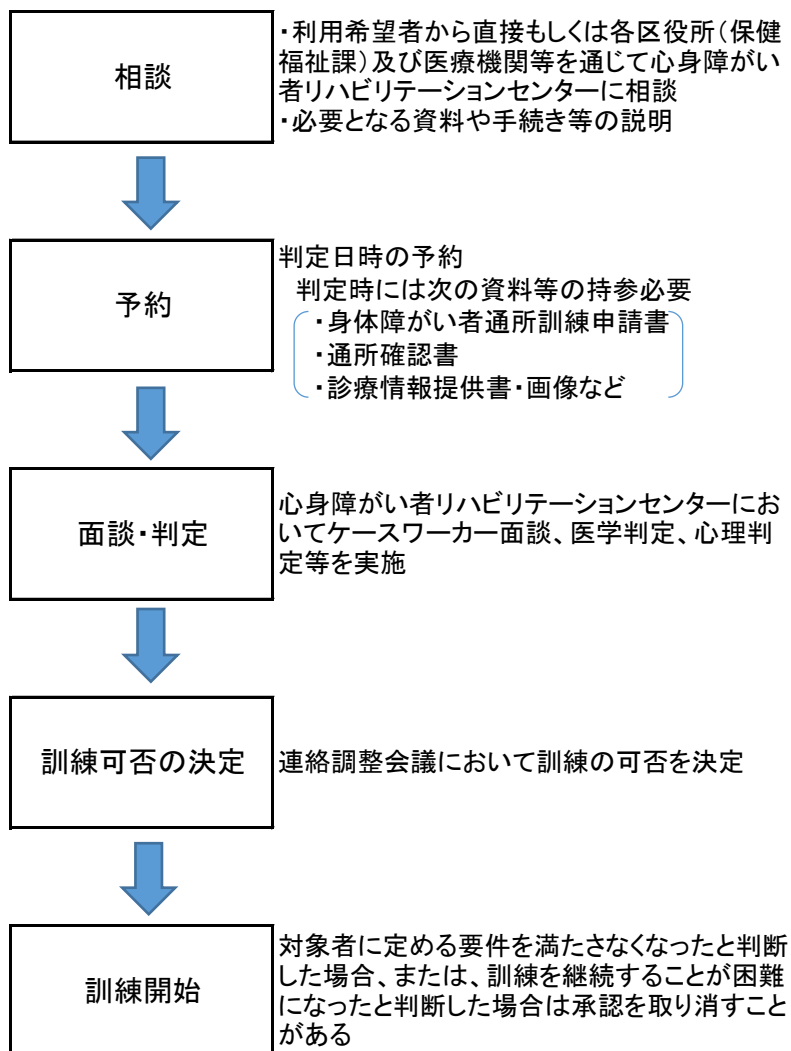 相談
・利用希望者から直接もしくは各区役所(保健
福祉課)及び医療機関等を通じて心身障がい
者リハビリテーションセンターに相談
・必要となる資料や手続き等の説明
予約
判定日時の予約
判定時には次の資料等の持参必要
・身体障がい者通所訓練申請書
・通所確認書
・診療情報提供書・画像など
面談・判定
心身障がい者リハビリテーションセンターにお
いてケースワーカー面談、医学判定、心理判
定等を実施
訓練可否の決定
連絡調整会議において訓練の可否を決定
訓練開始
対象者に定める要件を満たさなくなったと判断
した場合、または、訓練を継続することが困難
になったと判断した場合は承認を取り消すこと
がある